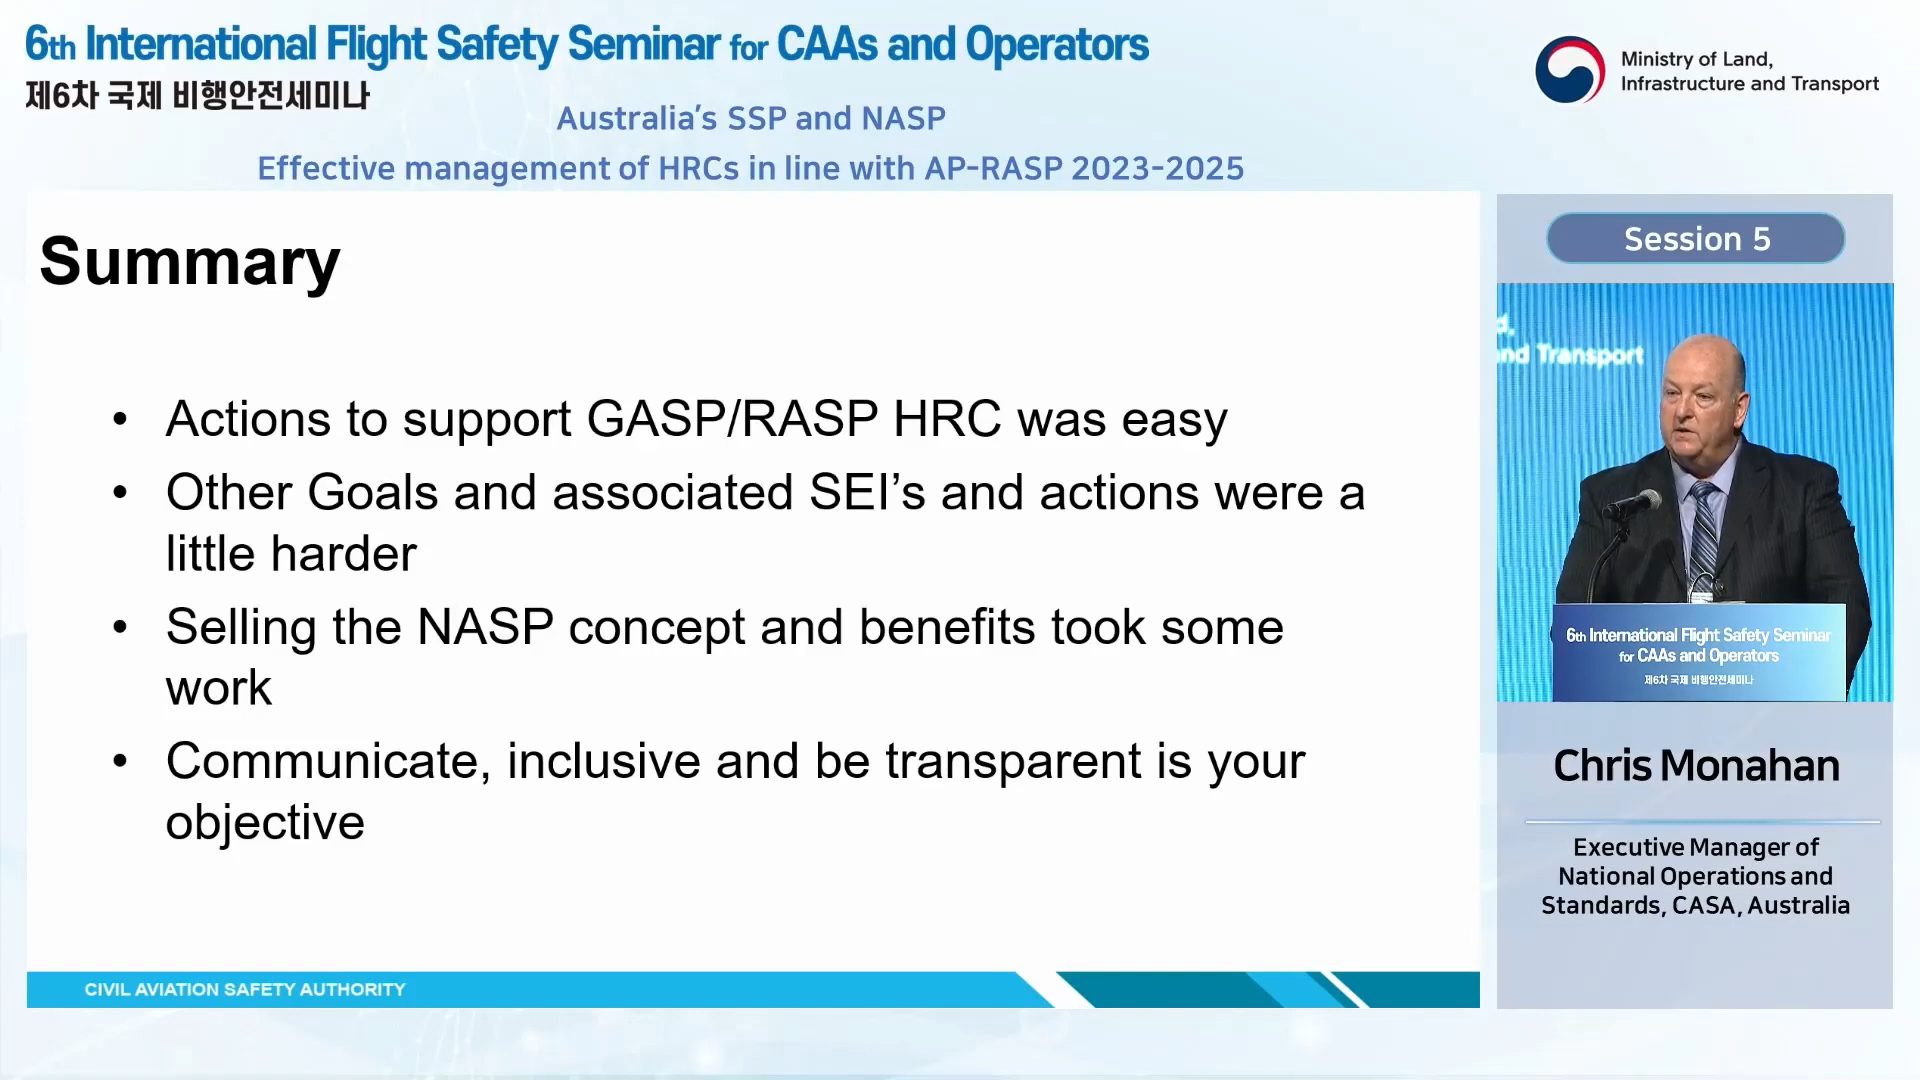 6th International Flight Safety Seminar for CAAs and Operators
제6차 국제 비행안전세미나
Ministry of Land,
Infrastructure and Transport
Australia's SSP and NASP
Effective management of HRCs in line with AP-RASP 2023-2025
Summary
• Actions to support GASP/RASP HRC was easy
• Other Goals and associated SEI’s and actions were a
little harder
• Selling the NASP concept and benefits took some
work
• Communicate, inclusive and be transparent is your
objective
CIVIL AVIATION SAFETY AUTHORITY
Session 5
d,
nd Transport
6th International Flight Safety Seminar
for CAAs and Operators
제6차 국제 비행안전세미나
Chris Monahan
Executive Manager of
National Operations and
Standards, CASA, Australia